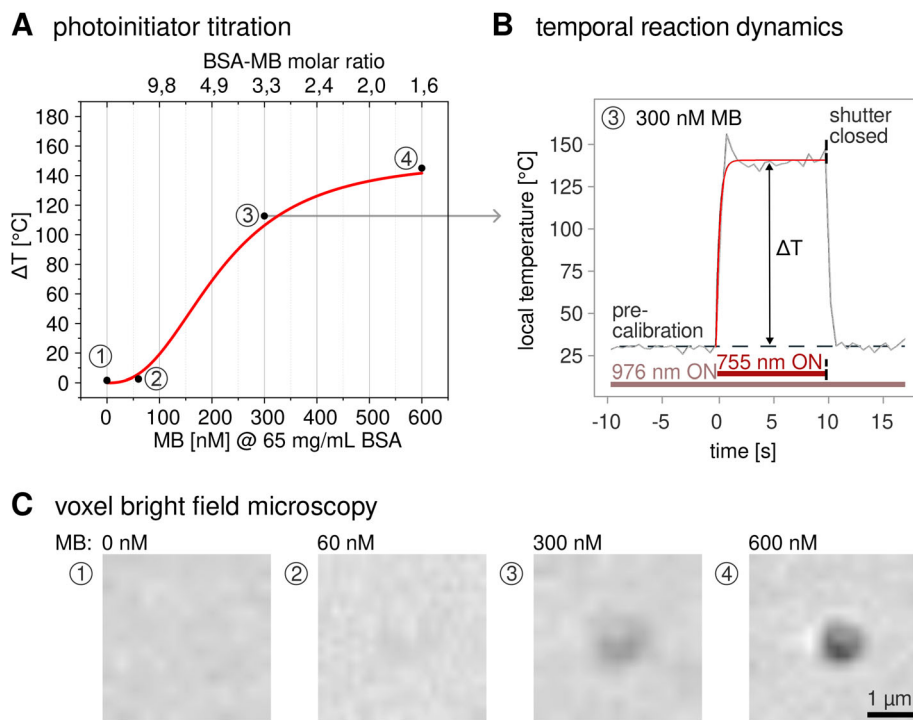 A photoinitiator titration
BSA-MB molar ratio
9,8 4,9 3,3 2,4 2,0 1,6
180
160
140
120
100
80
60
40
20
0
ΔT [°C]
①
②
③
④
0 100 200 300 400 500 600
MB [nM] @ 65 mg/mL BSA
B temporal reaction dynamics
③ 300 nM MB
shutter
closed
150
125
100
75
50
25
local temperature [°C]
ΔT
pre-
calibration
976 nM ON
755 nm ON
-10 -5 0 5 10 15
time [s]
C voxel bright field microscopy
MB: 0 nM 60 nM 300 nM 600 nM
① ② ③ ④
1 µm